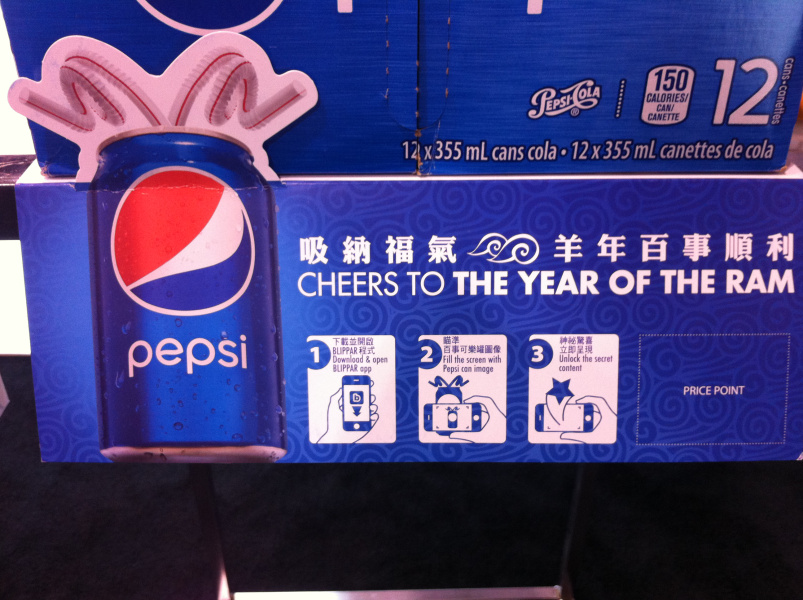 PEPSI-COLA
150
CALORIES/
CAN/
CANETTE
12
cans•canettes
12 x 355 mL cans cola • 12 x 355 mL canettes de cola
pepsi
吸納福氣 羊年百事順利
CHEERS TO THE YEAR OF THE RAM
1
下載並開啟
BLIPPAR 程式
Download & open
BLIPPAR app
2
瞄準
百事可樂罐圖像
Fill the screen with
Pepsi can image
3
神秘驚喜
立即呈現
Unlock the secret
content
PRICE POINT